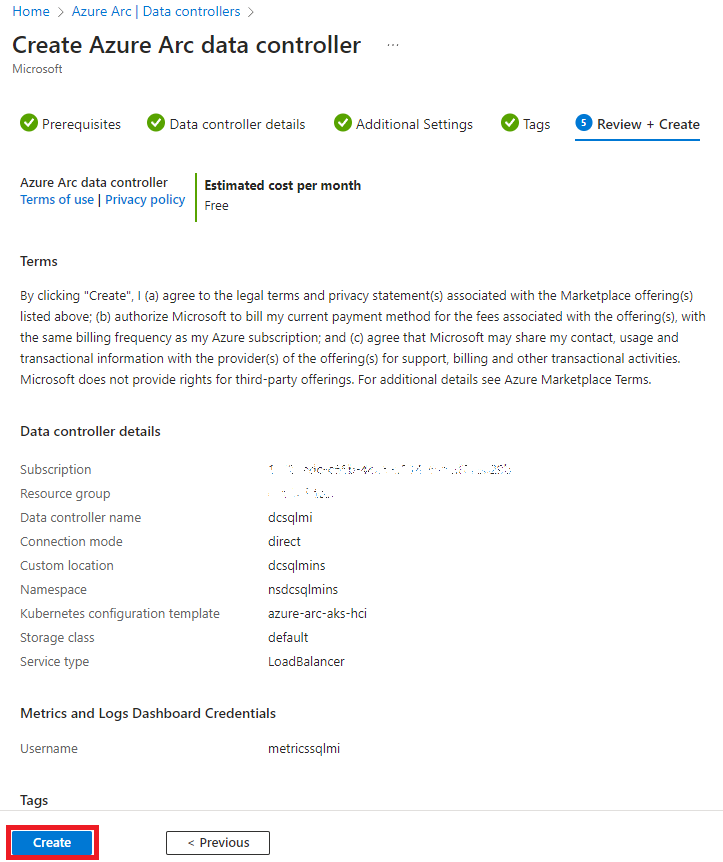 Home > Azure Arc | Data controllers >
Create Azure Arc data controller ...
Microsoft
Prerequisites Data controller details Additional Settings Tags 5 Review + Create
Azure Arc data controller
Terms of use | Privacy policy
Estimated cost per month
Free
Terms
By clicking "Create", I (a) agree to the legal terms and privacy statement(s) associated with the Marketplace offering(s)
listed above; (b) authorize Microsoft to bill my current payment method for the fees associated with the offering(s), with
the same billing frequency as my Azure subscription; and (c) agree that Microsoft may share my contact, usage and
transactional information with the provider(s) of the offering(s) for support, billing and other transactional activities.
Microsoft does not provide rights for third-party offerings. For additional details see Azure Marketplace Terms.
Data controller details
Subscription
Resource group
Data controller name dcsqlmi
Connection mode direct
Custom location dcsqlmins
Namespace nsdcsqlmins
Kubernetes configuration template azure-arc-aks-hci
Storage class default
Service type LoadBalancer
Metrics and Logs Dashboard Credentials
Username metricssqlmi
Tags
Create < Previous